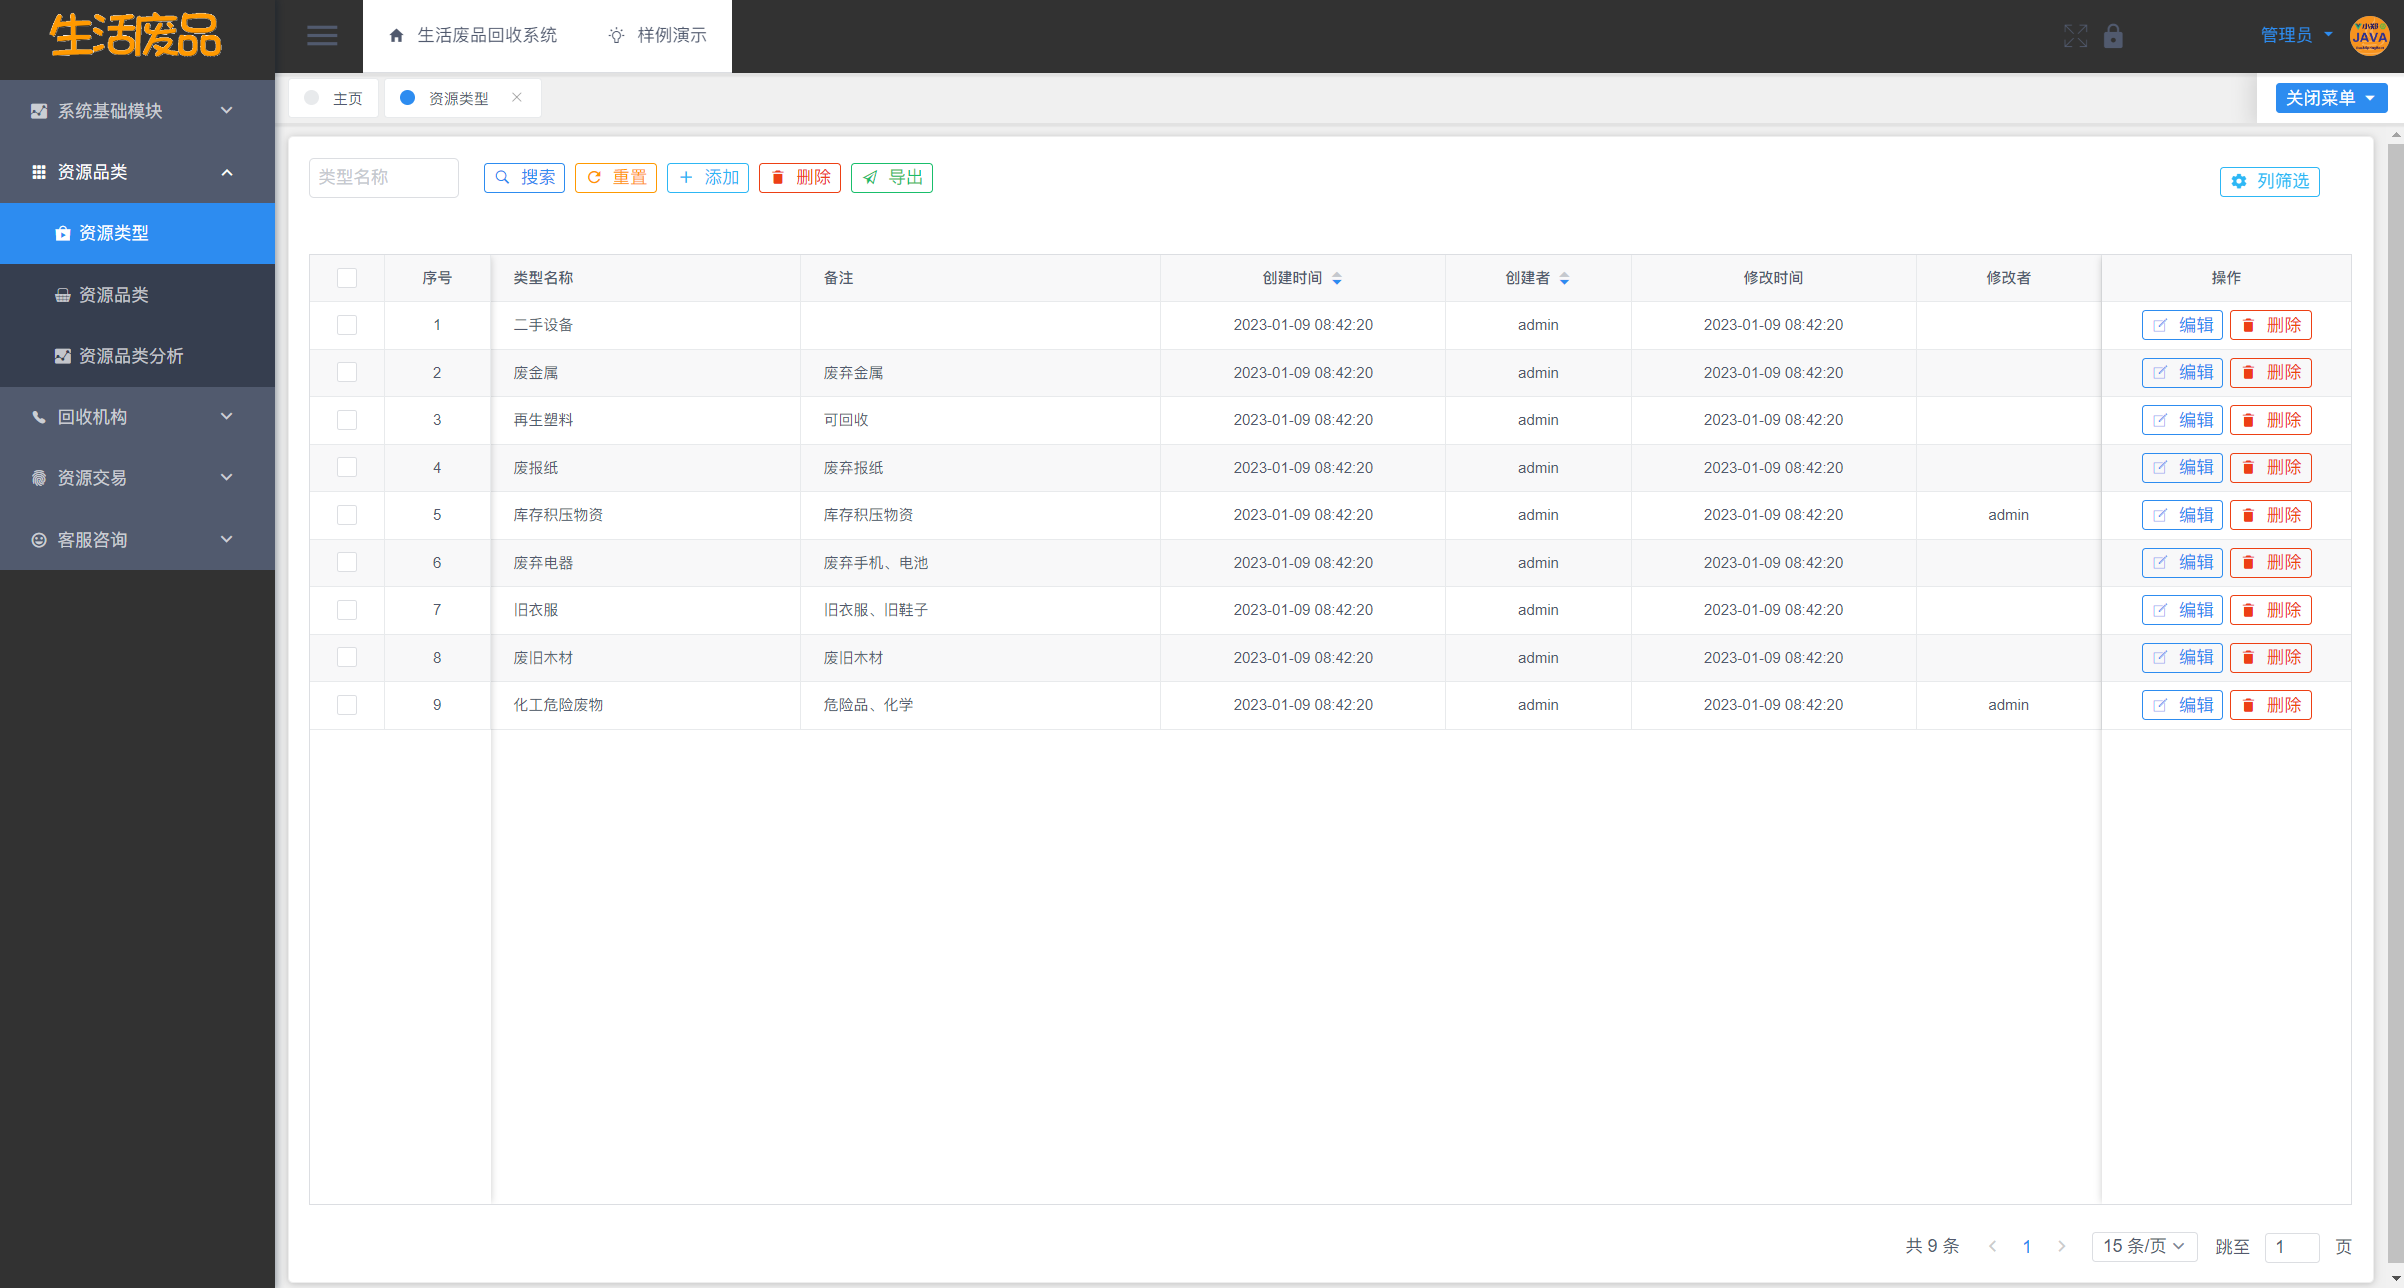 生活废品
生活废品回收系统 样例演示
管理员
小郑
JAVA
主页 资源类型
关闭菜单
系统基础模块
资源品类
资源类型
资源品类
资源品类分析
回收机构
资源交易
客服咨询
类型名称 搜索 重置 添加 删除 导出 列筛选
序号 类型名称 备注 创建时间 创建者 修改时间 修改者 操作
1 二手设备 2023-01-09 08:42:20 admin 2023-01-09 08:42:20 编辑 删除
2 废金属 废弃金属 2023-01-09 08:42:20 admin 2023-01-09 08:42:20 编辑 删除
3 再生塑料 可回收 2023-01-09 08:42:20 admin 2023-01-09 08:42:20 编辑 删除
4 废报纸 废弃报纸 2023-01-09 08:42:20 admin 2023-01-09 08:42:20 编辑 删除
5 库存积压物资 库存积压物资 2023-01-09 08:42:20 admin 2023-01-09 08:42:20 admin 编辑 删除
6 废弃电器 废弃手机、电池 2023-01-09 08:42:20 admin 2023-01-09 08:42:20 编辑 删除
7 旧衣服 旧衣服、旧鞋子 2023-01-09 08:42:20 admin 2023-01-09 08:42:20 编辑 删除
8 废旧木材 废旧木材 2023-01-09 08:42:20 admin 2023-01-09 08:42:20 编辑 删除
9 化工危险废物 危险品、化学 2023-01-09 08:42:20 admin 2023-01-09 08:42:20 admin 编辑 删除
共 9 条 1 15 条/页 跳至 1 页